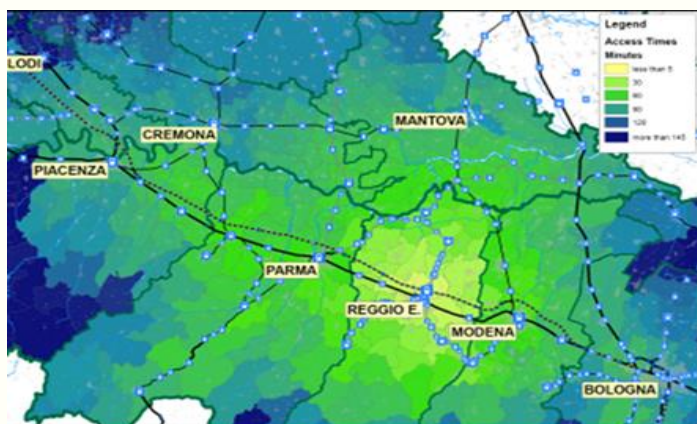 Legend
Access Times
Minutes
less than 5
30
60
90
120
more than 145
LODI
CREMONA
MANTOVA
PIACENZA
PARMA
REGGIO E.
MODENA
BOLOGNA